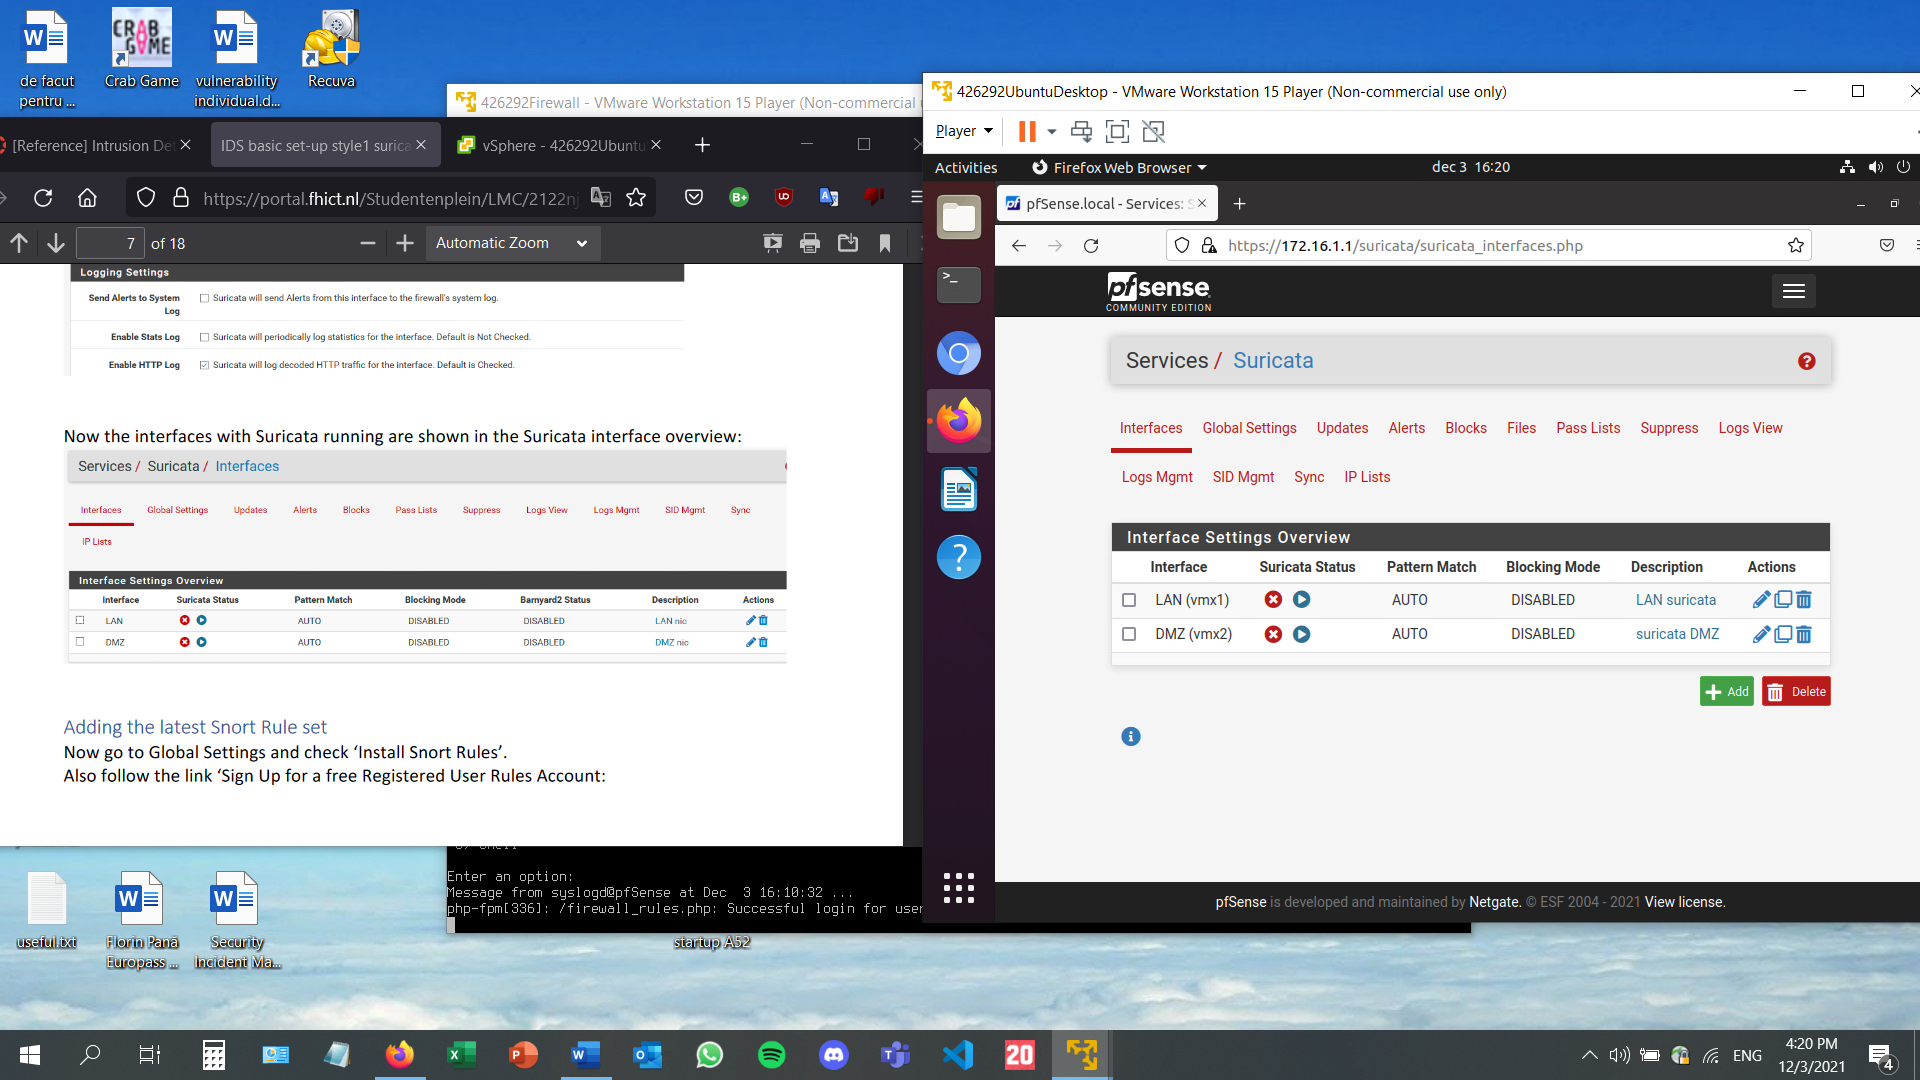 de facut
pentru ...
Crab Game
vulnerability
individual.d...
Recuva
426292Firewall - VMware Workstation 15 Player (Non-commercial
[Reference] Intrusion De
IDS basic set-up style1 surica
vSphere - 426292Ubuntu
https://portal.fhict.nl/Studentenplein/LMC/2122nj
7 of 18
Automatic Zoom
Logging Settings
Send Alerts to System
Log
Suricata will send Alerts from this interface to the firewall's system log.
Enable Stats Log
Suricata will periodically log statistics for the interface. Default is Not Checked.
Enable HTTP Log
Suricata will log decoded HTTP traffic for the interface. Default is Checked.
Now the interfaces with Suricata running are shown in the Suricata interface overview:
Services / Suricata / Interfaces
Interfaces Global Settings Updates Alerts Blocks Pass Lists Suppress Logs View Logs Mgmt SID Mgmt Sync
IP Lists
Interface Settings Overview
Interface Suricata Status Pattern Match Blocking Mode Barnyard2 Status Description Actions
LAN AUTO DISABLED DISABLED LAN nic
DMZ AUTO DISABLED DISABLED DMZ nic
Adding the latest Snort Rule set
Now go to Global Settings and check ‘Install Snort Rules’.
Also follow the link ‘Sign Up for a free Registered User Rules Account:
Enter an option:
Message from syslogd@pfSense at Dec  3 16:10:32 ...
php-fpm[336]: /firewall_rules.php: Successful login for user
startup A52
426292UbuntuDesktop - VMware Workstation 15 Player (Non-commercial use only)
Player
Activities
Firefox Web Browser
dec 3 16:20
pfSense.local - Services: S
https://172.16.1.1/suricata/suricata_interfaces.php
pfsense
COMMUNITY EDITION
Services / Suricata
Interfaces Global Settings Updates Alerts Blocks Files Pass Lists Suppress Logs View
Logs Mgmt SID Mgmt Sync IP Lists
Interface Settings Overview
Interface Suricata Status Pattern Match Blocking Mode Description Actions
LAN (vmx1) AUTO DISABLED LAN suricata
DMZ (vmx2) AUTO DISABLED suricata DMZ
Add Delete
pfSense is developed and maintained by Netgate. © ESF 2004 - 2021 View license.
useful.txt
Florin Pană
Europass ...
Security
Incident Ma...
20
ENG
4:20 PM
12/3/2021
4